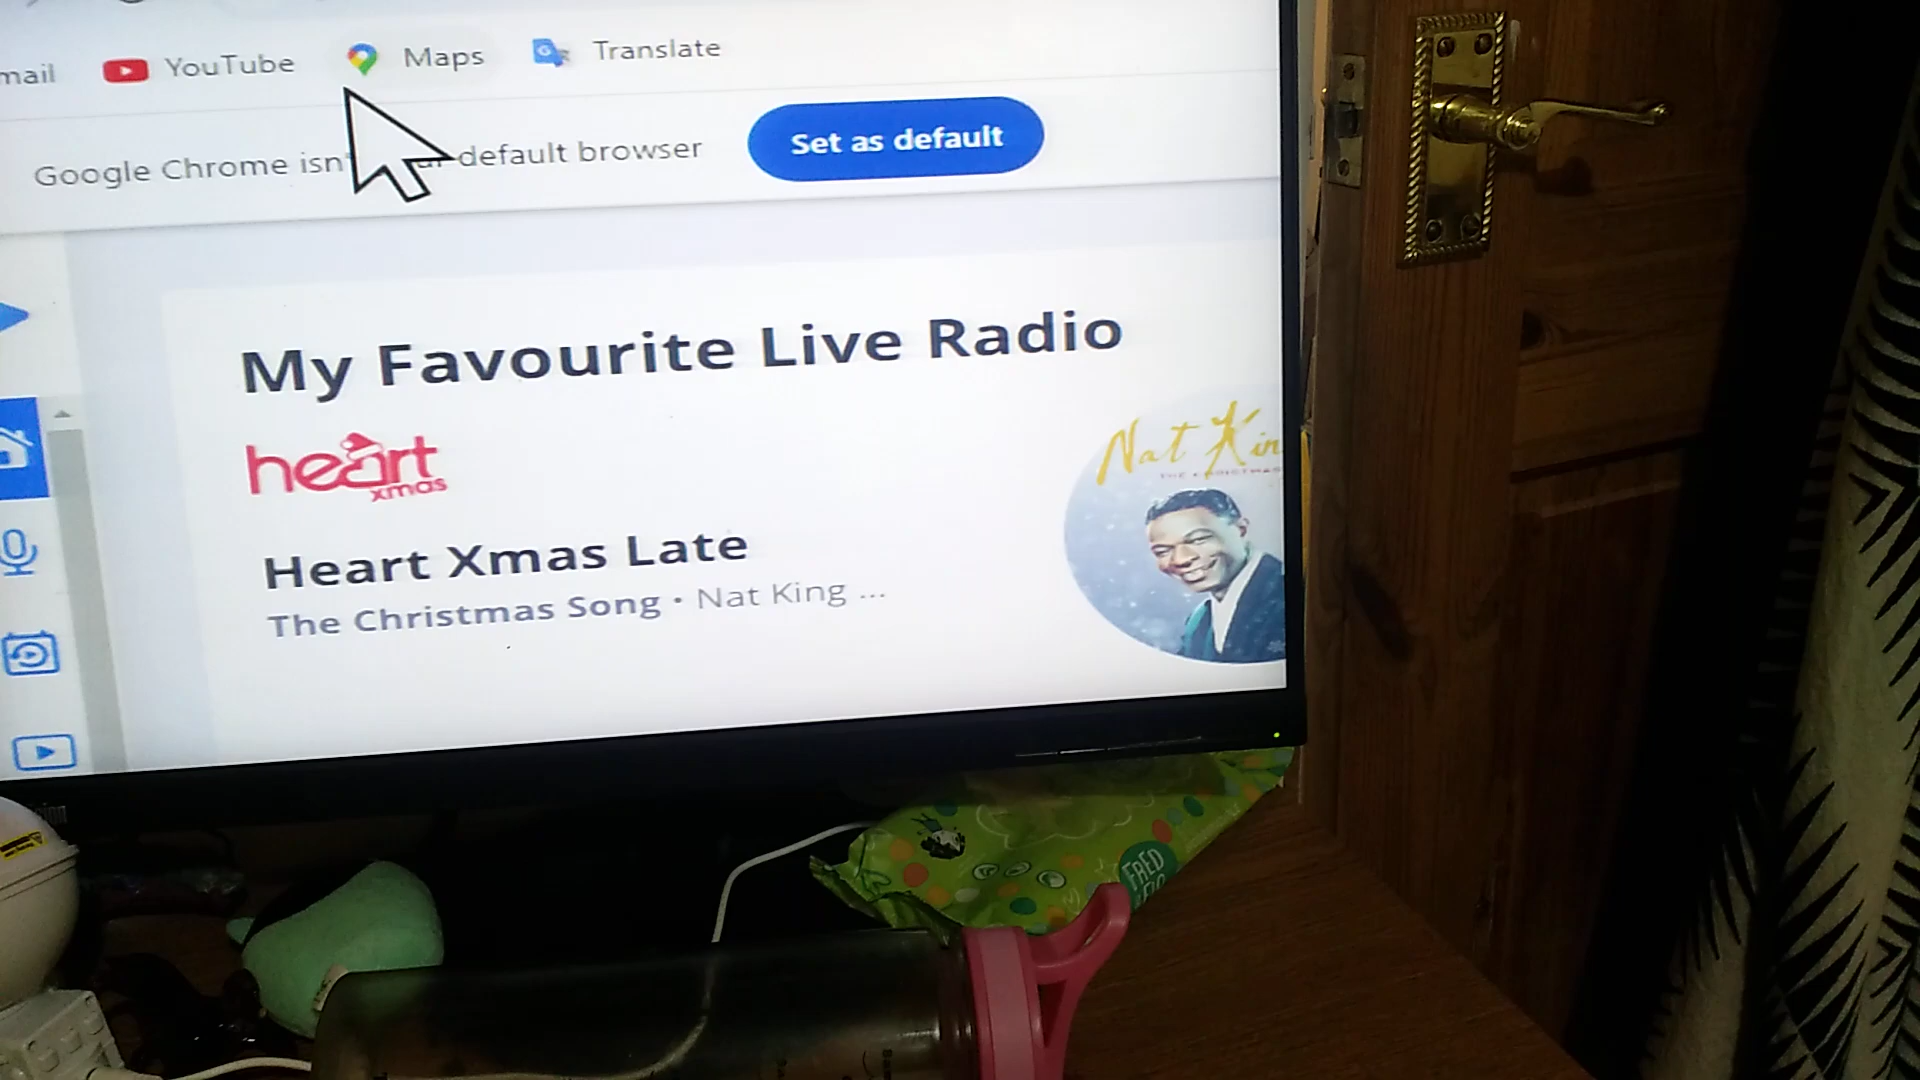 mail YouTube Maps Translate
Google Chrome isn' default browser Set as default
My Favourite Live Radio
heart
xmas
Nat Kin
Heart Xmas Late
The Christmas Song • Nat King ...
FRED